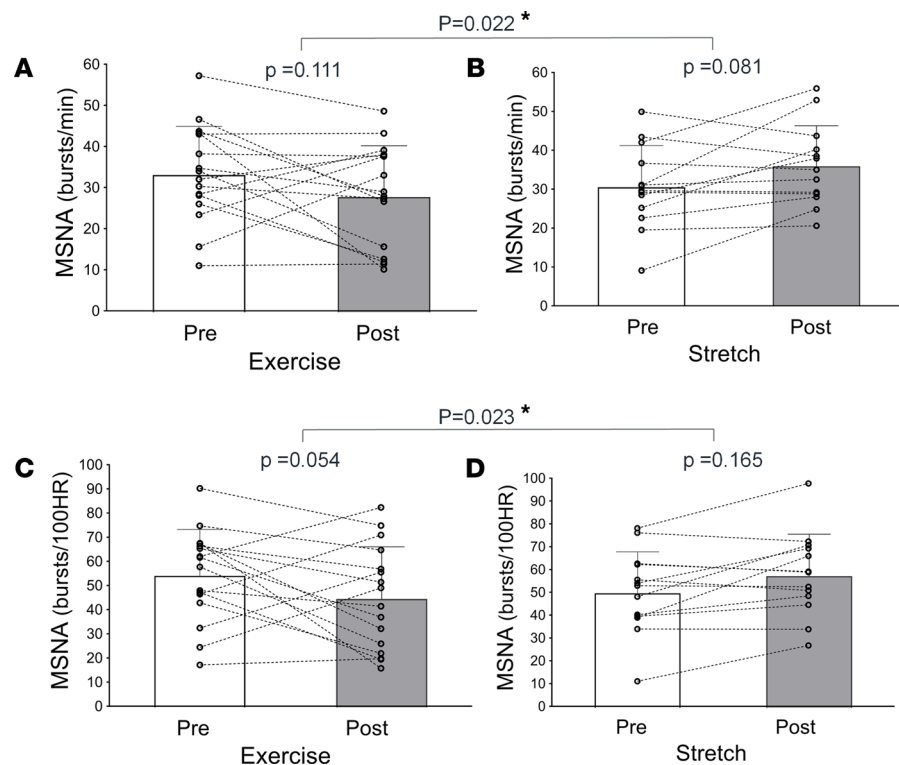 P=0.022 *
A
p =0.111
B
p =0.081
MSNA (bursts/min)
60
50
40
30
20
10
0
Pre
Post
Exercise
MSNA (bursts/min)
60
50
40
30
20
10
0
Pre
Post
Stretch
P=0.023 *
C
p =0.054
D
p =0.165
MSNA (bursts/100HR)
100
90
80
70
60
50
40
30
20
10
0
Pre
Post
Exercise
MSNA (bursts/100HR)
100
90
80
70
60
50
40
30
20
10
0
Pre
Post
Stretch